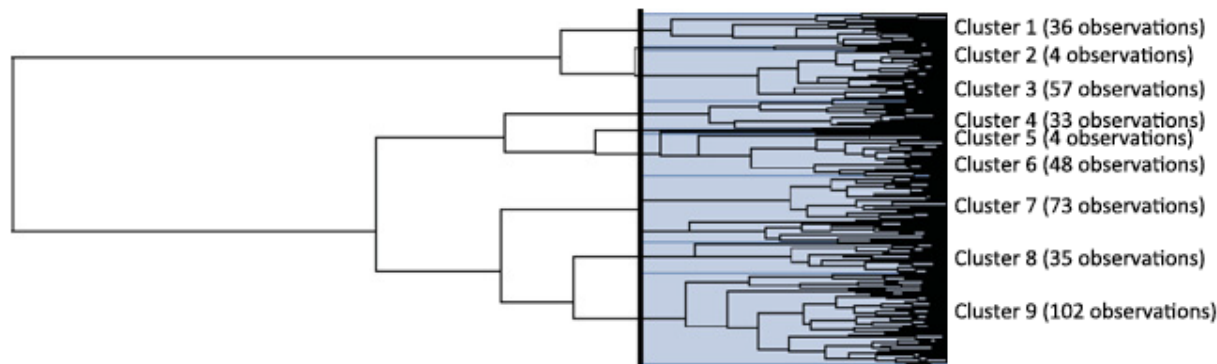 Cluster 1 (36 observations)
Cluster 2 (4 observations)
Cluster 3 (57 observations)
Cluster 4 (33 observations)
Cluster 5 (4 observations)
Cluster 6 (48 observations)
Cluster 7 (73 observations)
Cluster 8 (35 observations)
Cluster 9 (102 observations)